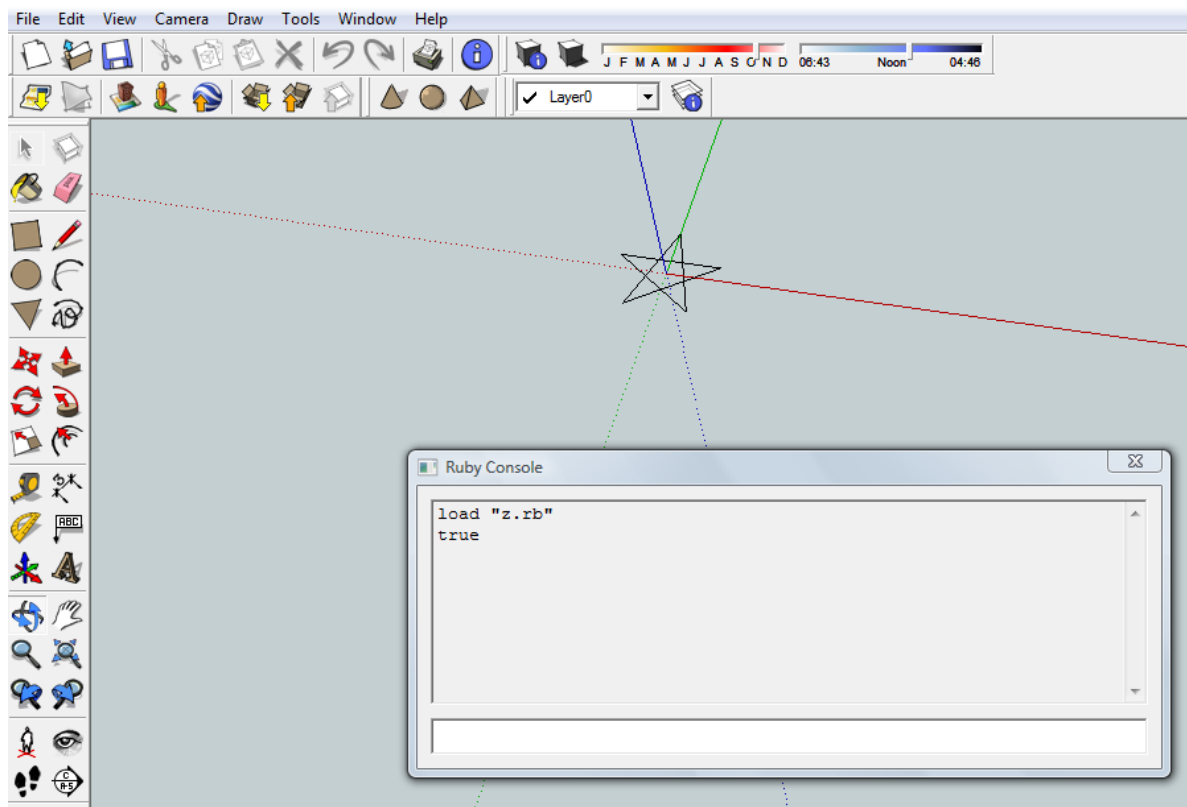 File Edit View Camera Draw Tools Window Help
J F M A M J J A S O N D 06:43 Noon 04:46
Layer0
ABC
Ruby Console
load "z.rb"
true